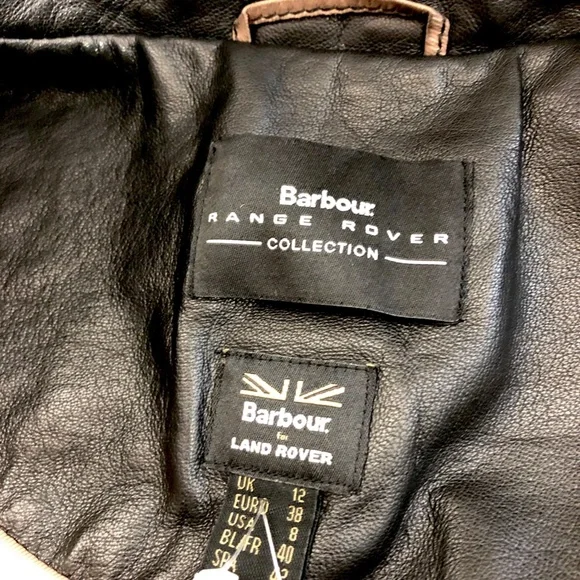 Barbour
RANGE ROVER
COLLECTION
Barbour
for
LAND ROVER
UK 12
EURO 38
USA 8
BL/FR 40